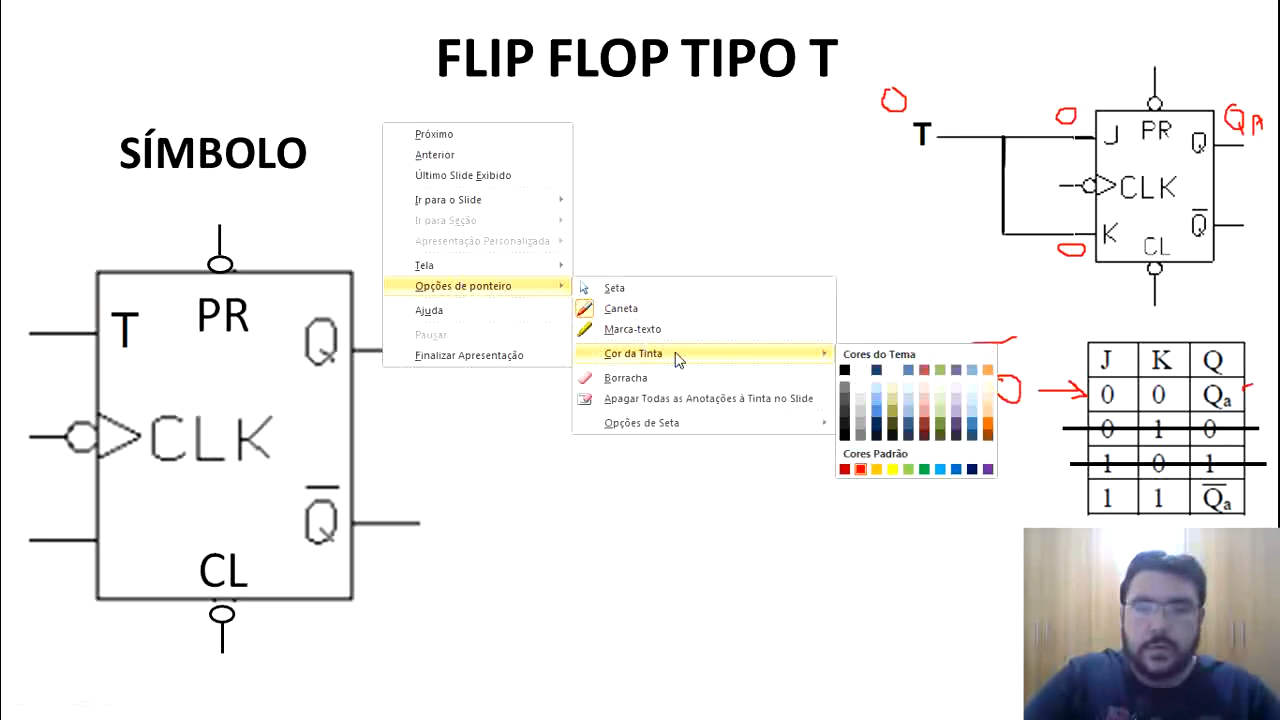 FLIP FLOP TIPO T
SÍMBOLO
T
PR
Q
CLK
Q
CL
Próximo
Anterior
Último Slide Exibido
Ir para o Slide
Ir para Seção
Apresentação Personalizada
Tela
Opções de ponteiro
Ajuda
Pausar
Finalizar Apresentação
Seta
Caneta
Marca-texto
Cor da Tinta
Borracha
Apagar Todas as Anotações à Tinta no Slide
Opções de Seta
Cores do Tema
Cores Padrão
0
T
0
J
PR
Q
QA
CLK
K
Q
CL
0
0
J K Q
0 0 Qa
0 1 0
1 0 1
1 1 Q̅a